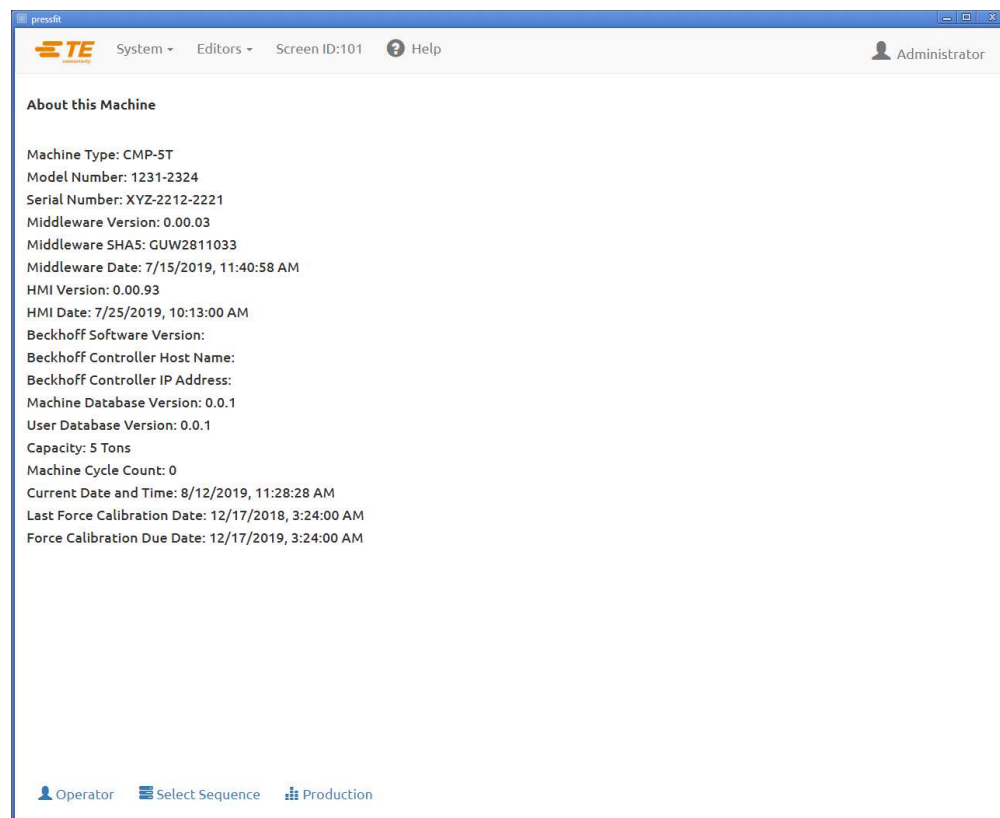 pressfit
TE
connectivity
System Editors Screen ID:101 Help Administrator
About this Machine
Machine Type: CMP-5T
Model Number: 1231-2324
Serial Number: XYZ-2212-2221
Middleware Version: 0.00.03
Middleware SHA5: GUW2811033
Middleware Date: 7/15/2019, 11:40:58 AM
HMI Version: 0.00.93
HMI Date: 7/25/2019, 10:13:00 AM
Beckhoff Software Version:
Beckhoff Controller Host Name:
Beckhoff Controller IP Address:
Machine Database Version: 0.0.1
User Database Version: 0.0.1
Capacity: 5 Tons
Machine Cycle Count: 0
Current Date and Time: 8/12/2019, 11:28:28 AM
Last Force Calibration Date: 12/17/2018, 3:24:00 AM
Force Calibration Due Date: 12/17/2019, 3:24:00 AM
Operator Select Sequence Production